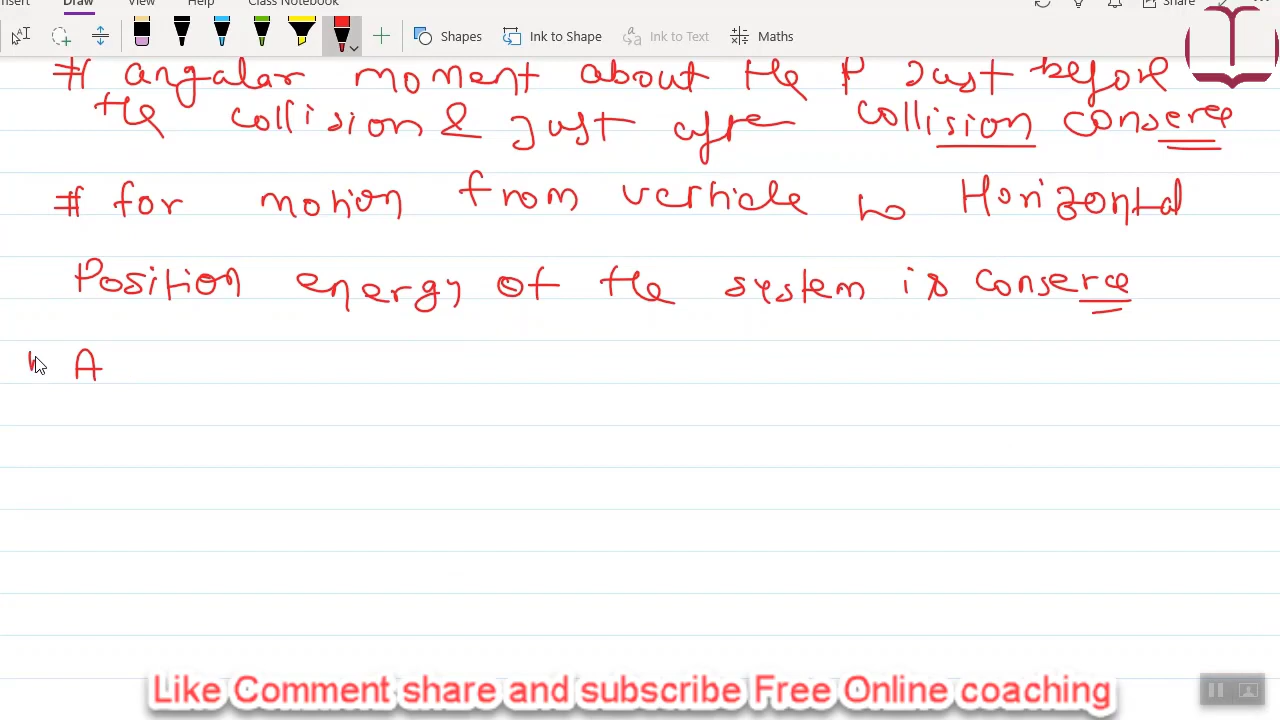 Insert Draw View Help Class Notebook Share
Shapes Ink to Shape Ink to Text Maths
# angular moment about the P Just before
the collision & Just after collision conserve
# for motion from verticle to Horizontal
Position energy of the system is conserve
A
Like Comment share and subscribe Free Online coaching